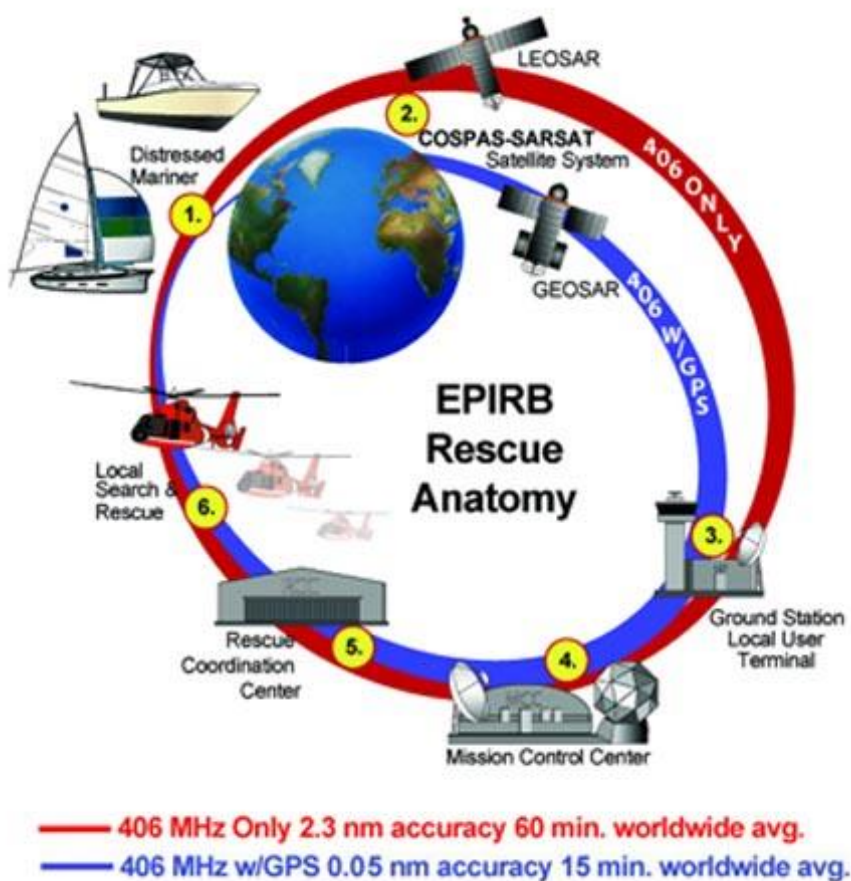 LEOSAR
2.
COSPAS-SARSAT
Satellite System
406 ONLY
Distressed
Mariner
1.
GEOSAR
406 W/GPS
EPIRB
Rescue
Anatomy
Local
Search &
Rescue
6.
3.
Ground Station
Local User
Terminal
Rescue
Coordination
Center
5.
4.
Mission Control Center
406 MHz Only 2.3 nm accuracy 60 min. worldwide avg.
406 MHz w/GPS 0.05 nm accuracy 15 min. worldwide avg.